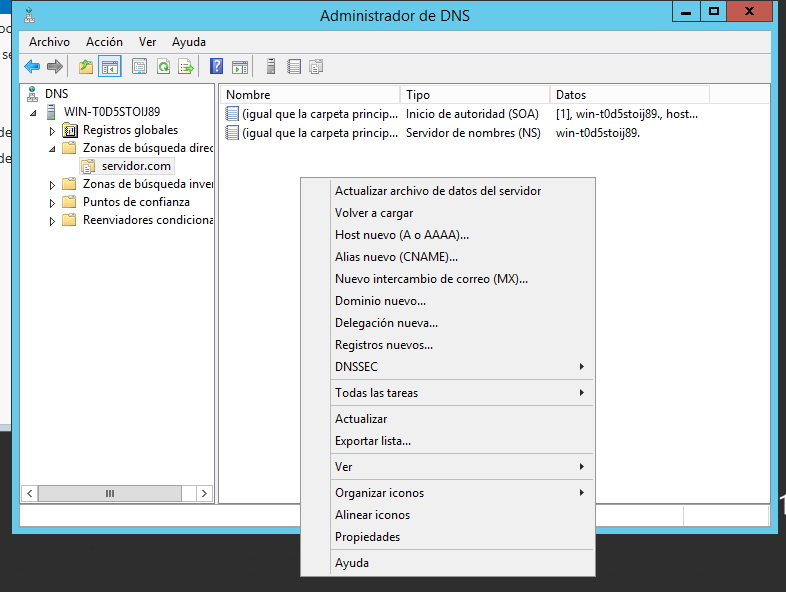 Administrador de DNS
Archivo Acción Ver Ayuda
DNS
WIN-T0D5STOIJ89
Registros globales
Zonas de búsqueda direc
servidor.com
Zonas de búsqueda inver
Puntos de confianza
Reenviadores condiciona
Nombre Tipo Datos
(igual que la carpeta princip... Inicio de autoridad (SOA) [1], win-t0d5stoij89., host...
(igual que la carpeta princip... Servidor de nombres (NS) win-t0d5stoij89.
Actualizar archivo de datos del servidor
Volver a cargar
Host nuevo (A o AAAA)...
Alias nuevo (CNAME)...
Nuevo intercambio de correo (MX)...
Dominio nuevo...
Delegación nueva...
Registros nuevos...
DNSSEC
Todas las tareas
Actualizar
Exportar lista...
Ver
Organizar iconos
Alinear iconos
Propiedades
Ayuda